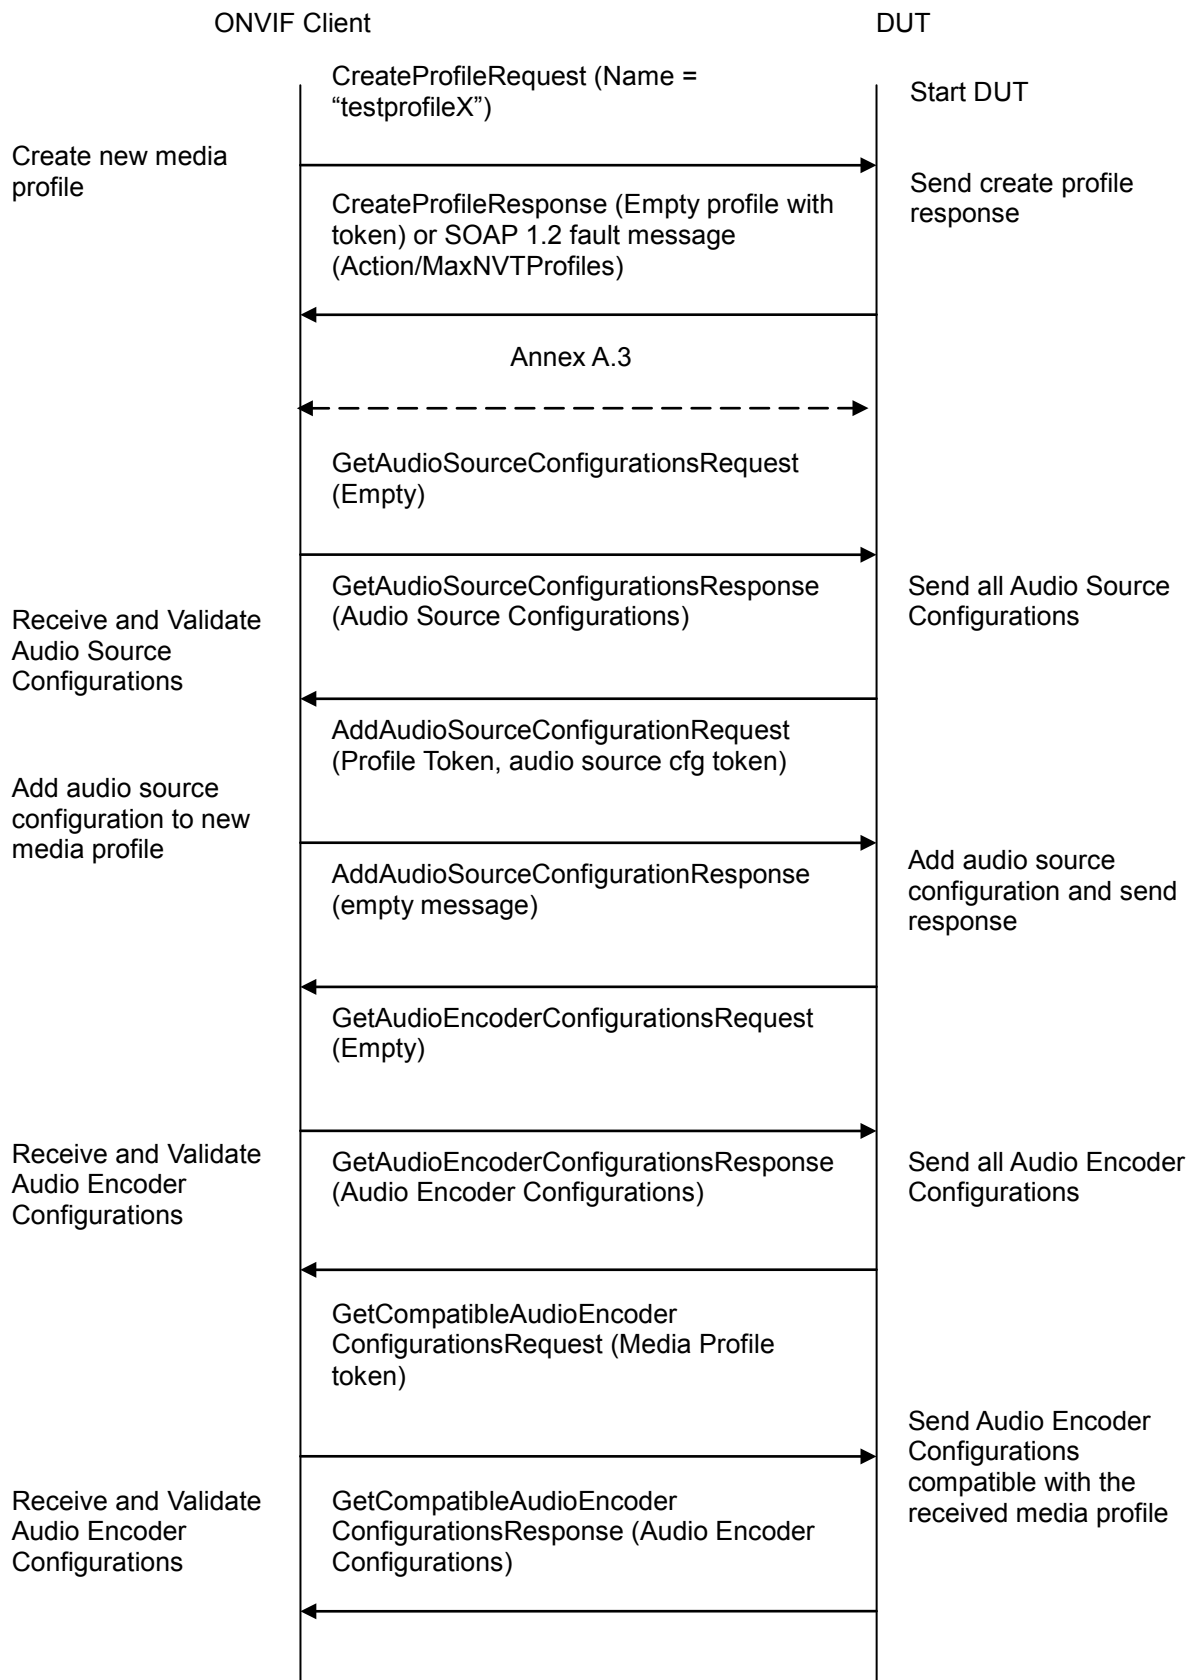 ONVIF Client
DUT
CreateProfileRequest (Name =
“testprofileX”)
Start DUT
Create new media
profile
Send create profile
response
CreateProfileResponse (Empty profile with
token) or SOAP 1.2 fault message
(Action/MaxNVTProfiles)
Annex A.3
GetAudioSourceConfigurationsRequest
(Empty)
GetAudioSourceConfigurationsResponse
(Audio Source Configurations)
Send all Audio Source
Configurations
Receive and Validate
Audio Source
Configurations
AddAudioSourceConfigurationRequest
(Profile Token, audio source cfg token)
Add audio source
configuration to new
media profile
AddAudioSourceConfigurationResponse
(empty message)
Add audio source
configuration and send
response
GetAudioEncoderConfigurationsRequest
(Empty)
Receive and Validate
Audio Encoder
Configurations
GetAudioEncoderConfigurationsResponse
(Audio Encoder Configurations)
Send all Audio Encoder
Configurations
GetCompatibleAudioEncoder
ConfigurationsRequest (Media Profile
token)
Send Audio Encoder
Configurations
compatible with the
received media profile
Receive and Validate
Audio Encoder
Configurations
GetCompatibleAudioEncoder
ConfigurationsResponse (Audio Encoder
Configurations)